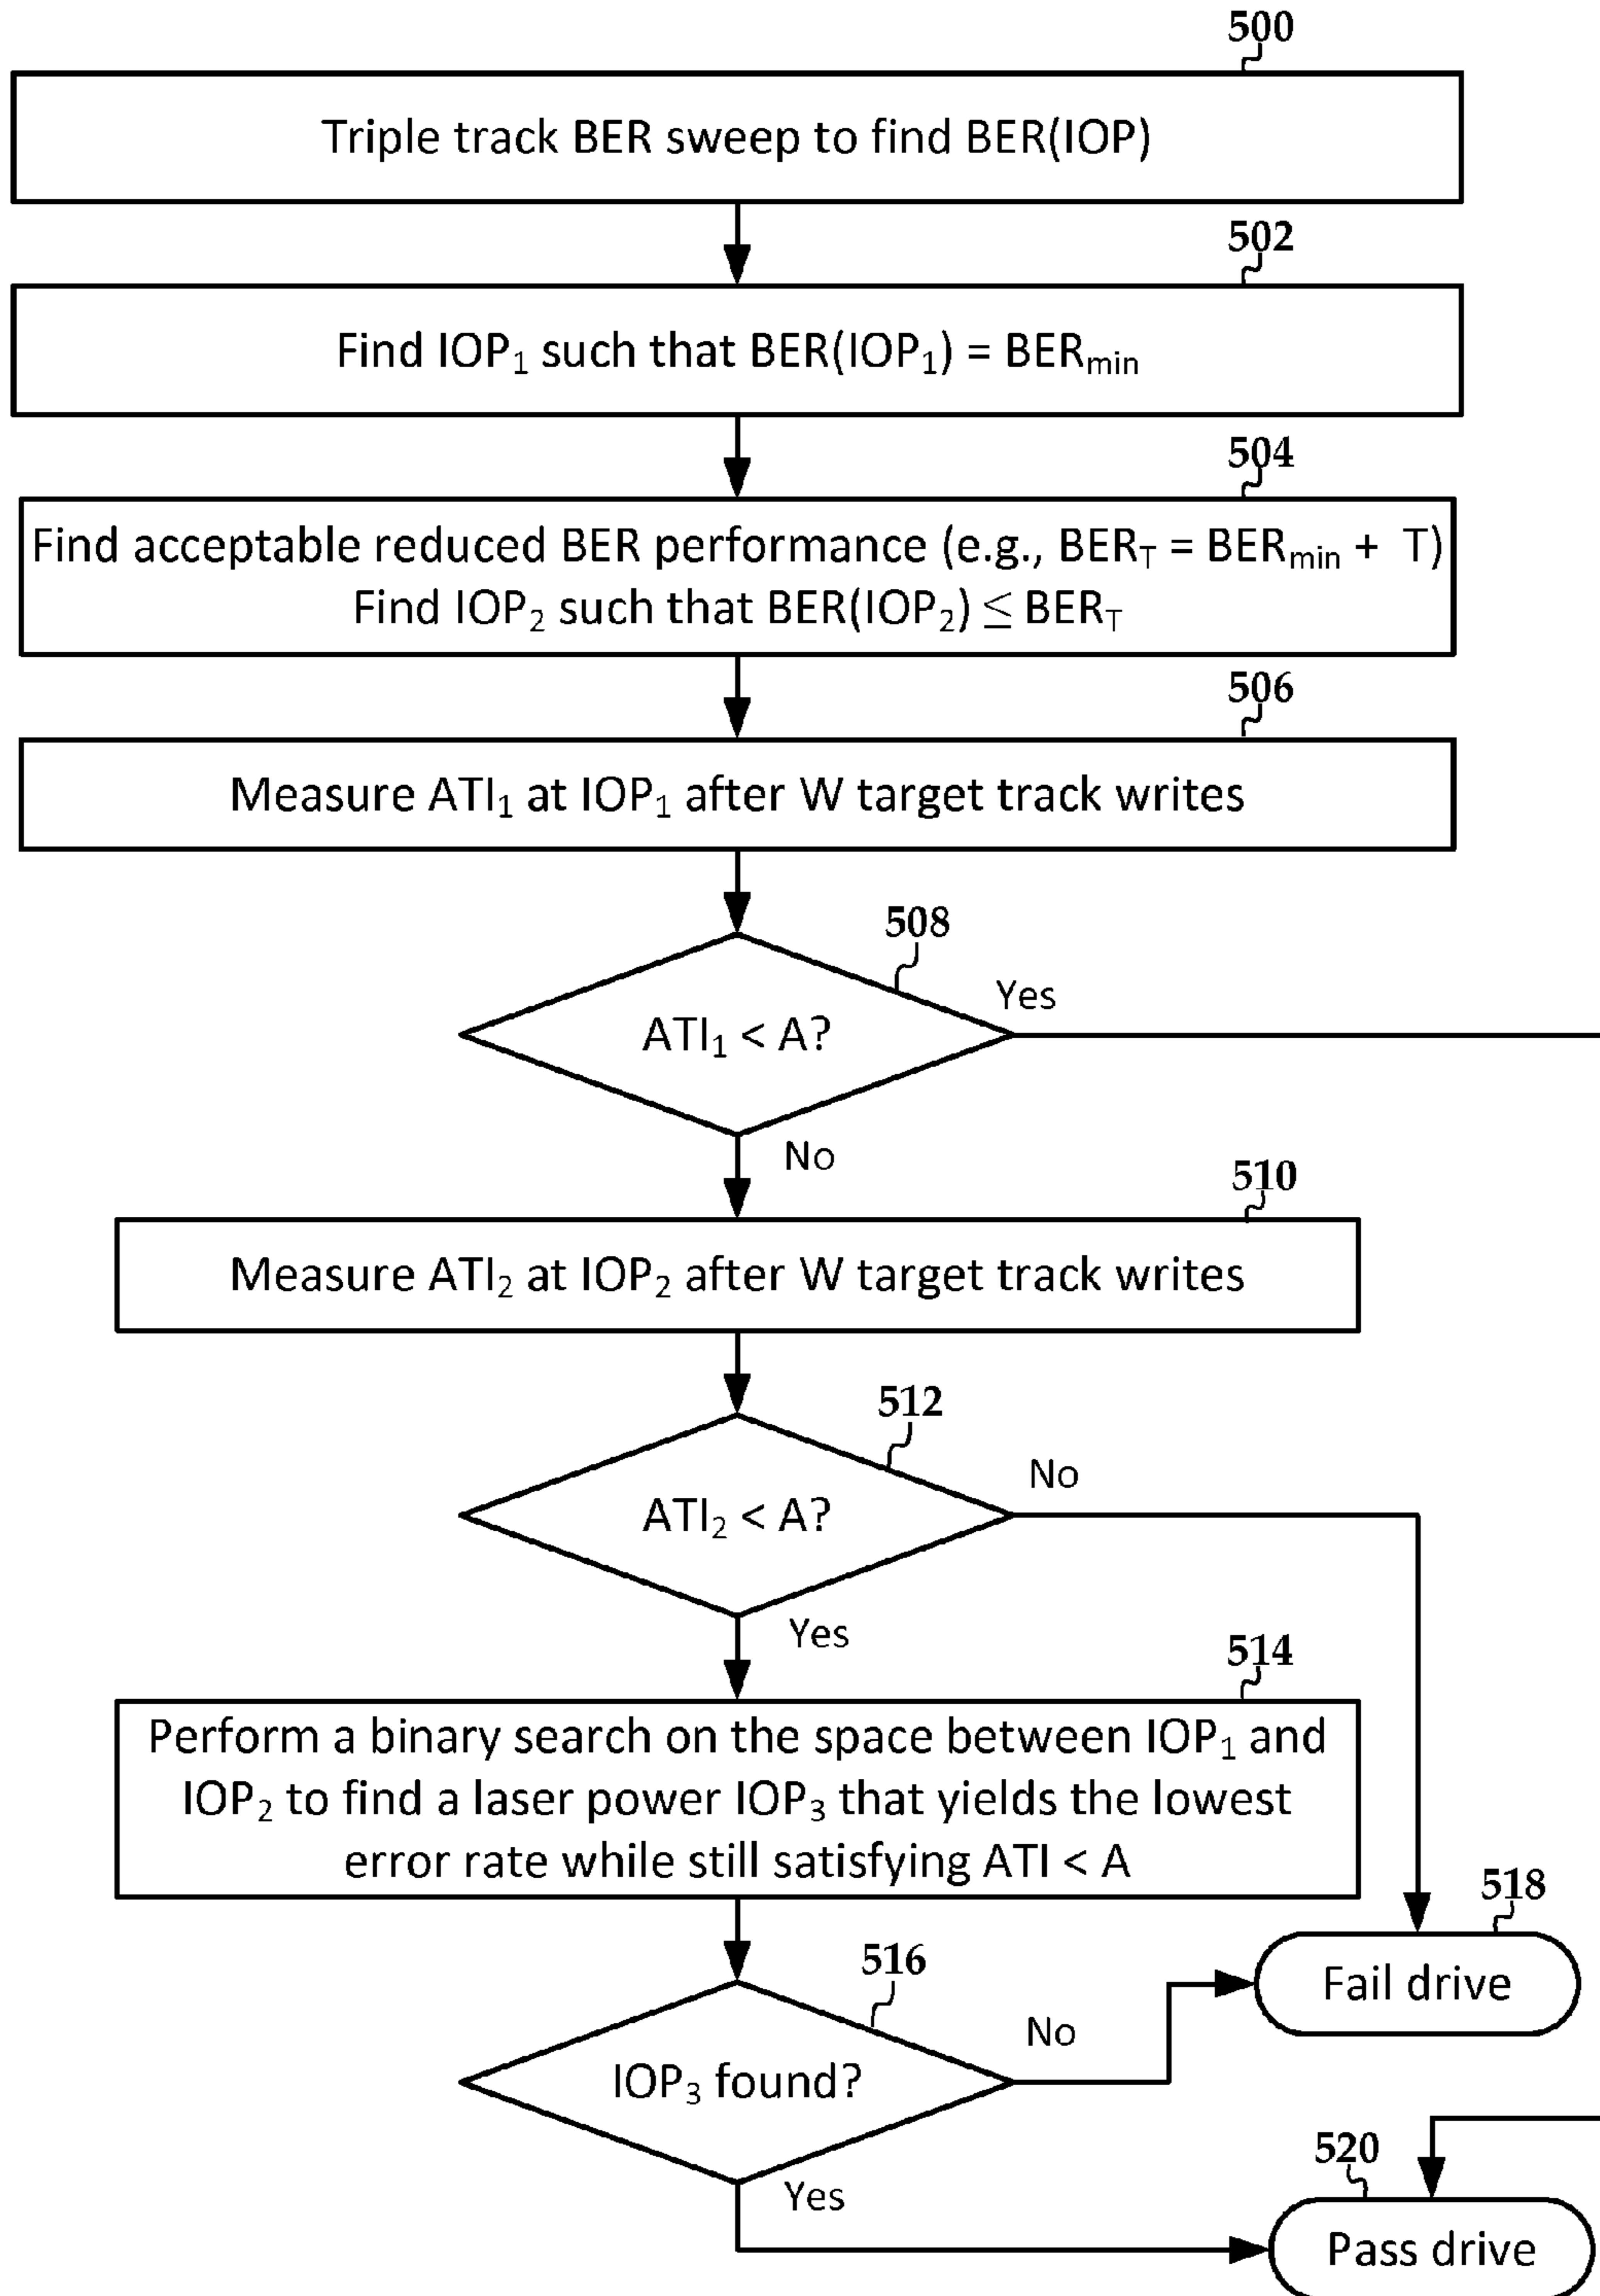 500
Triple track BER sweep to find BER(IOP)
502
Find IOP₁ such that BER(IOP₁) = BERₘᵢₙ
504
Find acceptable reduced BER performance (e.g., BER_T = BERₘᵢₙ + T)
Find IOP₂ such that BER(IOP₂) ≤ BER_T
506
Measure ATI₁ at IOP₁ after W target track writes
508
Yes
ATI₁ < A?
No
510
Measure ATI₂ at IOP₂ after W target track writes
512
No
ATI₂ < A?
Yes
514
Perform a binary search on the space between IOP₁ and
IOP₂ to find a laser power IOP₃ that yields the lowest
error rate while still satisfying ATI < A
518
Fail drive
516
No
IOP₃ found?
Yes
520
Pass drive